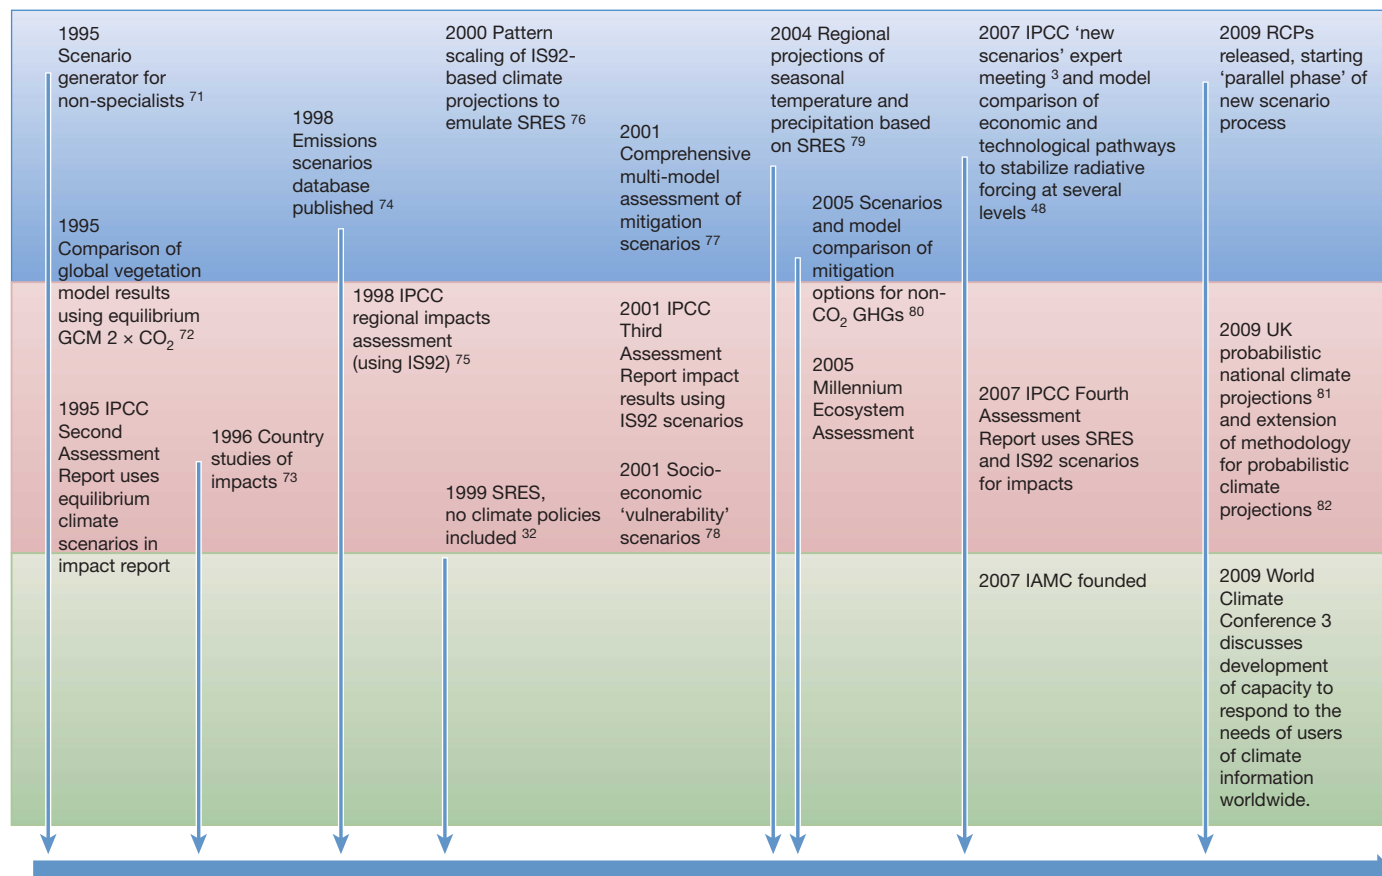 1995
Scenario
generator for
non-specialists 71
1995
Comparison of
global vegetation
model results
using equilibrium
GCM 2 × CO2 72
1995 IPCC
Second
Assessment
Report uses
equilibrium
climate
scenarios in
impact report
1996 Country
studies of
impacts 73
1998
Emissions
scenarios
database
published 74
1998 IPCC
regional impacts
assessment
(using IS92) 75
2000 Pattern
scaling of IS92-
based climate
projections to
emulate SRES 76
1999 SRES,
no climate policies
included 32
2001
Comprehensive
multi-model
assessment of
mitigation
scenarios 77
2001 IPCC
Third
Assessment
Report impact
results using
IS92 scenarios
2001 Socio-
economic
‘vulnerability’
scenarios 78
2004 Regional
projections of
seasonal
temperature and
precipitation based
on SRES 79
2005 Scenarios
and model
comparison of
mitigation
options for non-
CO2 GHGs 80
2005
Millennium
Ecosystem
Assessment
2007 IPCC ‘new
scenarios’ expert
meeting 3 and model
comparison of
economic and
technological pathways
to stabilize radiative
forcing at several
levels 48
2007 IPCC Fourth
Assessment
Report uses SRES
and IS92 scenarios
for impacts
2007 IAMC founded
2009 RCPs
released, starting
‘parallel phase’ of
new scenario
process
2009 UK
probabilistic
national climate
projections 81
and extension
of methodology
for probabilistic
climate
projections 82
2009 World
Climate
Conference 3
discusses
development
of capacity to
respond to the
needs of users
of climate
information
worldwide.